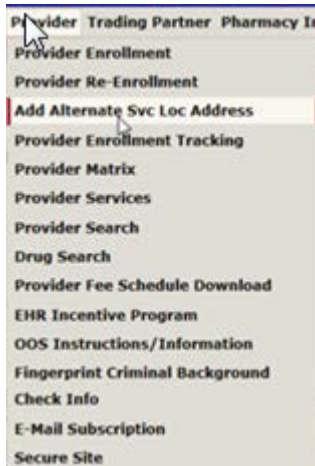 Provider Trading Partner Pharmacy
Provider Enrollment
Provider Re-Enrollment
Add Alternate Svc Loc Address
Provider Enrollment Tracking
Provider Matrix
Provider Services
Provider Search
Drug Search
Provider Fee Schedule Download
EHR Incentive Program
OOS Instructions/Information
Fingerprint Criminal Background
Check Info
E-Mail Subscription
Secure Site